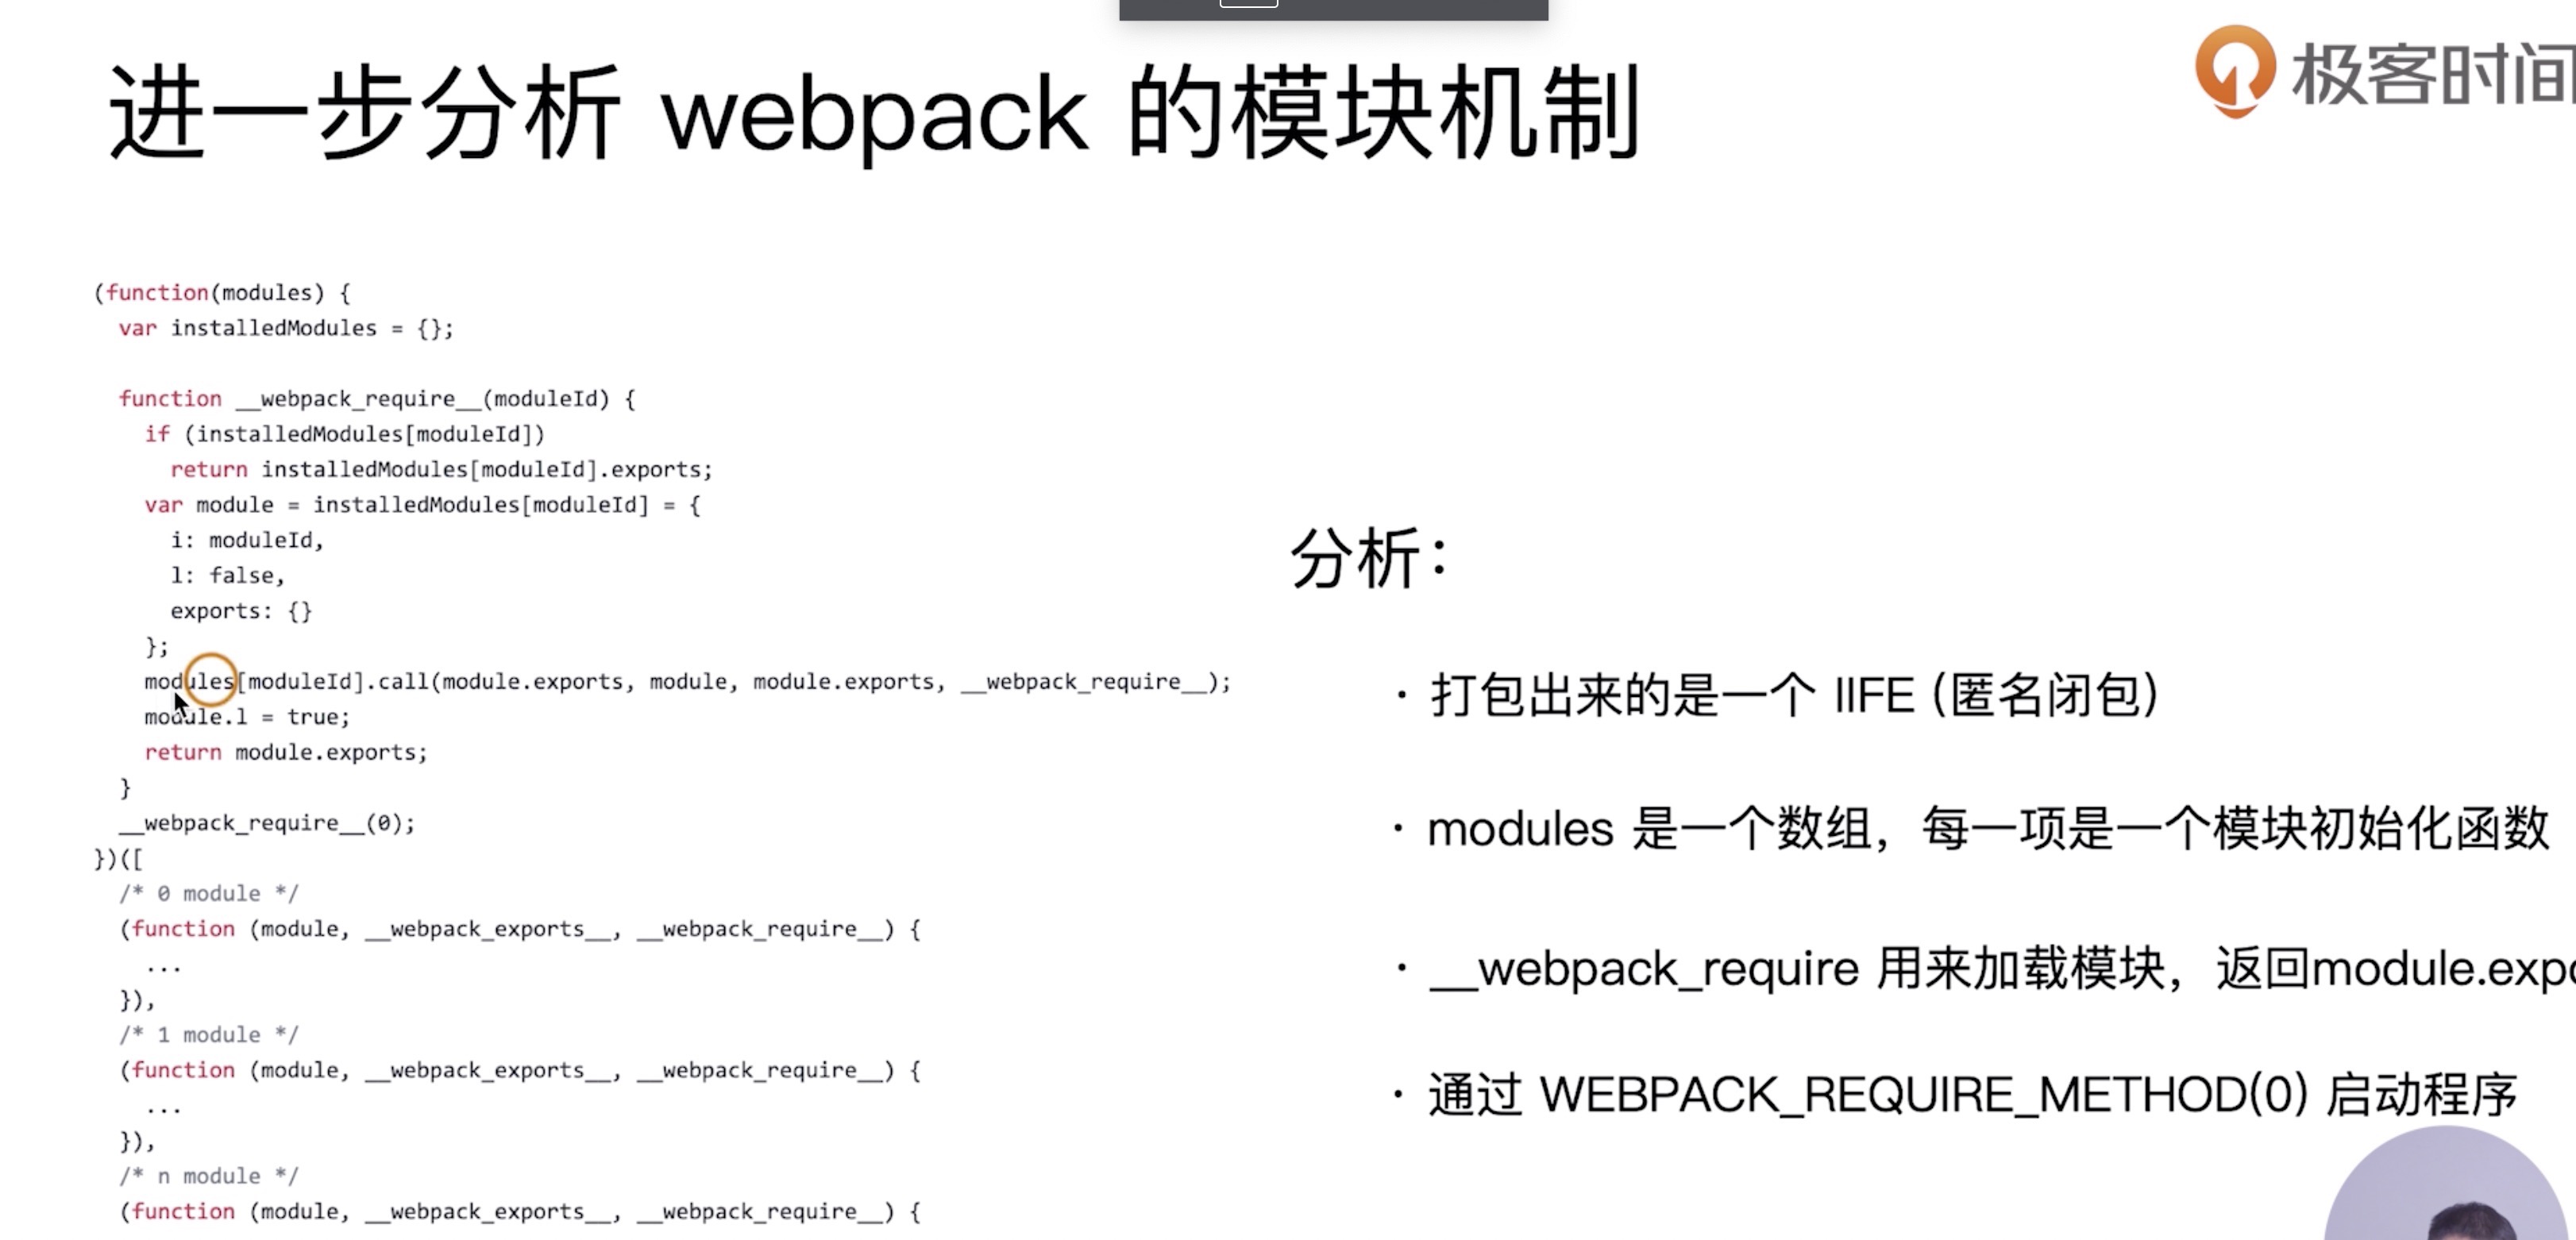 进一步分析 webpack 的模块机制
极客时间
(function(modules) {
  var installedModules = {};
  function __webpack_require__(moduleId) {
    if (installedModules[moduleId])
      return installedModules[moduleId].exports;
    var module = installedModules[moduleId] = {
      i: moduleId,
      l: false,
      exports: {}
    };
    modules[moduleId].call(module.exports, module, module.exports, __webpack_require__);
    module.l = true;
    return module.exports;
  }
  __webpack_require__(0);
})([
  /* 0 module */
  (function (module, __webpack_exports__, __webpack_require__) {
    ...
  }),
  /* 1 module */
  (function (module, __webpack_exports__, __webpack_require__) {
    ...
  }),
  /* n module */
  (function (module, __webpack_exports__, __webpack_require__) {
分析：
· 打包出来的是一个 IIFE (匿名闭包)
· modules 是一个数组，每一项是一个模块初始化函数
· __webpack_require 用来加载模块，返回module.expo
· 通过 WEBPACK_REQUIRE_METHOD(0) 启动程序